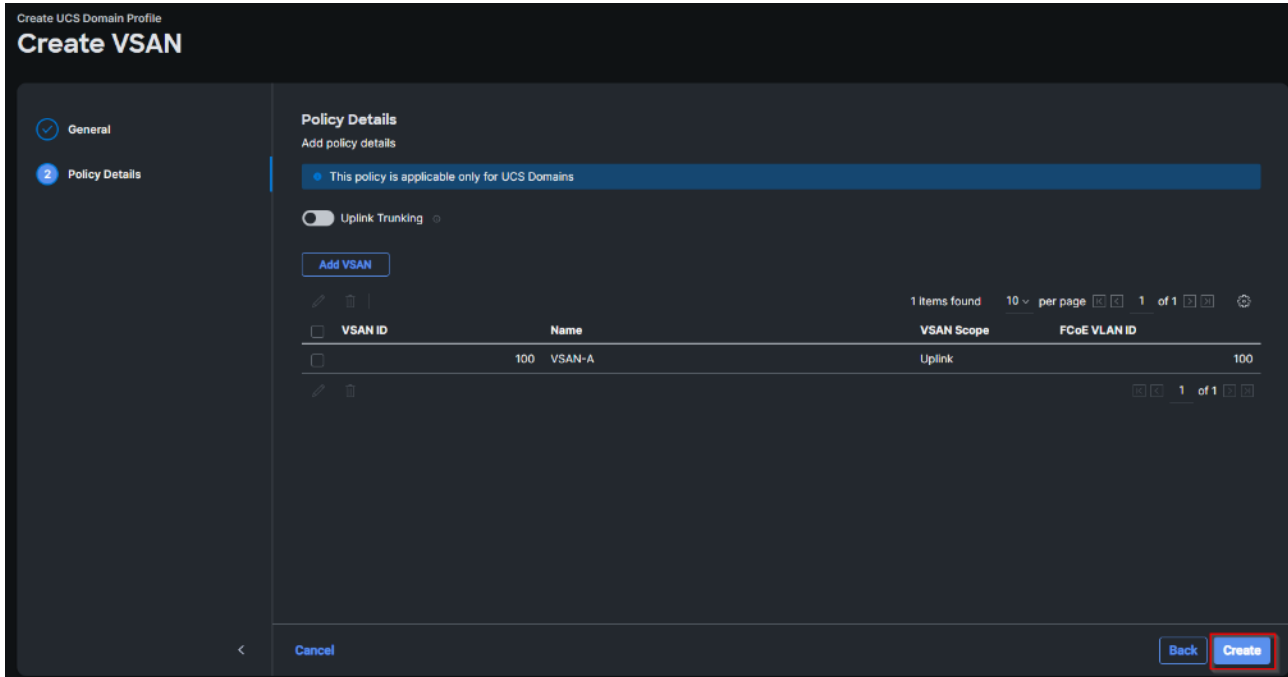 Create UCS Domain Profile
Create VSAN
General
2 Policy Details
Policy Details
Add policy details
This policy is applicable only for UCS Domains
Uplink Trunking
Add VSAN
1 items found 10 per page 1 of 1
VSAN ID Name VSAN Scope FCoE VLAN ID
100 VSAN-A Uplink 100
1 of 1
Cancel Back Create